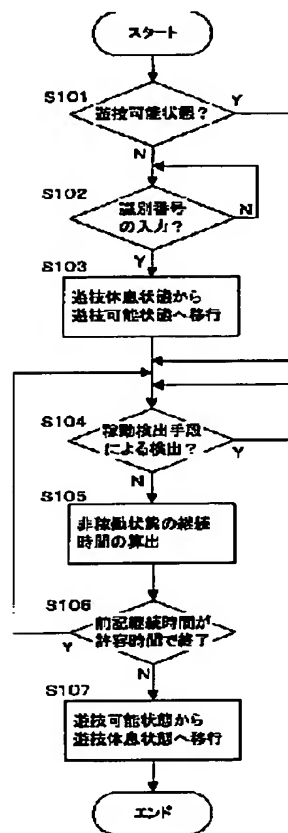 スタート
S101
遊技可能状態？
Y
N
S102
識別番号
の入力？
N
Y
S103
遊技休息状態から
遊技可能状態へ移行
S104
稼動検出手段
による検出？
Y
N
S105
非稼働状態の継続
時間の算出
S106
前記継続時間が
許容時間で終了
Y
N
S107
遊技可能状態から
遊技休息状態へ移行
エンド